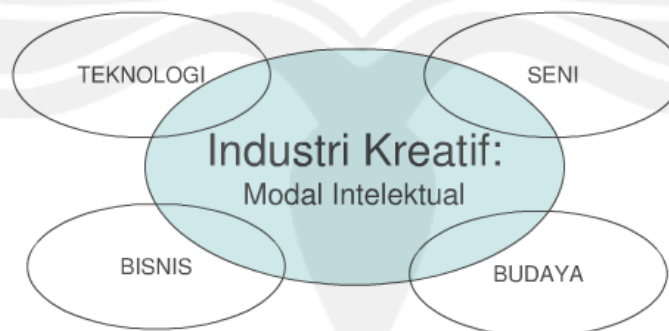 TEKNOLOGI
SENI
Industri Kreatif:
Modal Intelektual
BISNIS
BUDAYA